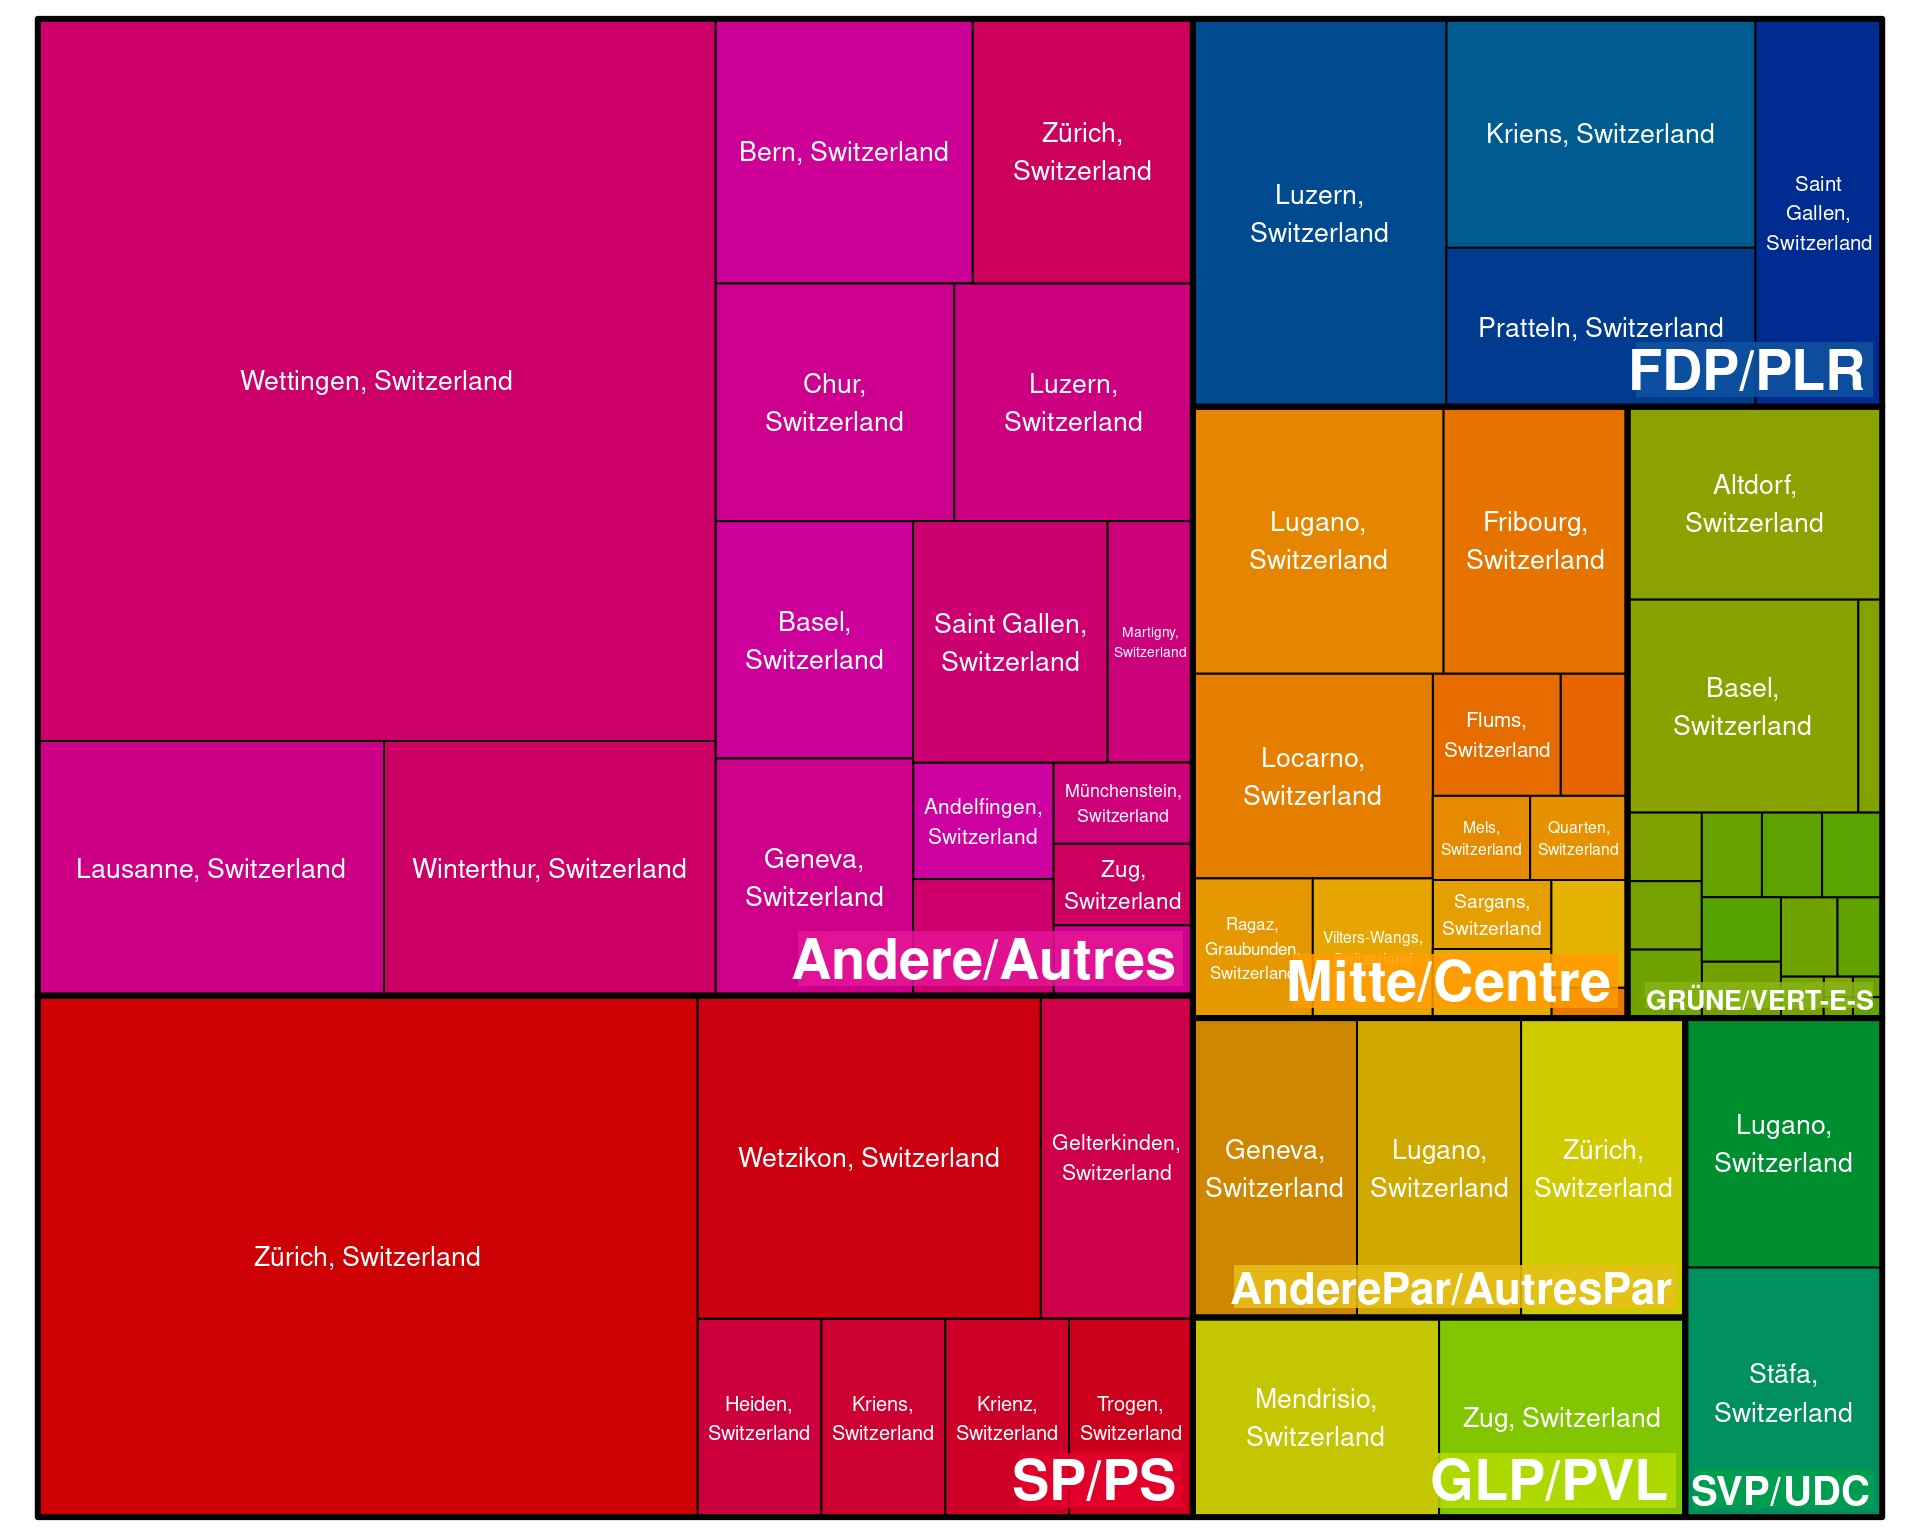 Wettingen, Switzerland
Bern, Switzerland
Zürich,
Switzerland
Chur,
Switzerland
Luzern,
Switzerland
Basel,
Switzerland
Saint Gallen,
Switzerland
Martigny,
Switzerland
Lausanne, Switzerland
Winterthur, Switzerland
Geneva,
Switzerland
Andelfingen,
Switzerland
Münchenstein,
Switzerland
Zug,
Switzerland
Andere/Autres
Zürich, Switzerland
Wetzikon, Switzerland
Gelterkinden,
Switzerland
Heiden,
Switzerland
Kriens,
Switzerland
Krienz,
Switzerland
Trogen,
Switzerland
SP/PS
Luzern,
Switzerland
Kriens, Switzerland
Saint
Gallen,
Switzerland
Pratteln, Switzerland
FDP/PLR
Lugano,
Switzerland
Fribourg,
Switzerland
Locarno,
Switzerland
Flums,
Switzerland
Mels,
Switzerland
Quarten,
Switzerland
Sargans,
Switzerland
Ragaz,
Graubunden,
Switzerland
Vilters-Wangs,
Switzerland
Mitte/Centre
Altdorf,
Switzerland
Basel,
Switzerland
GRÜNE/VERT-E-S
Geneva,
Switzerland
Lugano,
Switzerland
Zürich,
Switzerland
AnderePar/AutresPar
Mendrisio,
Switzerland
Zug, Switzerland
GLP/PVL
Lugano,
Switzerland
Stäfa,
Switzerland
SVP/UDC